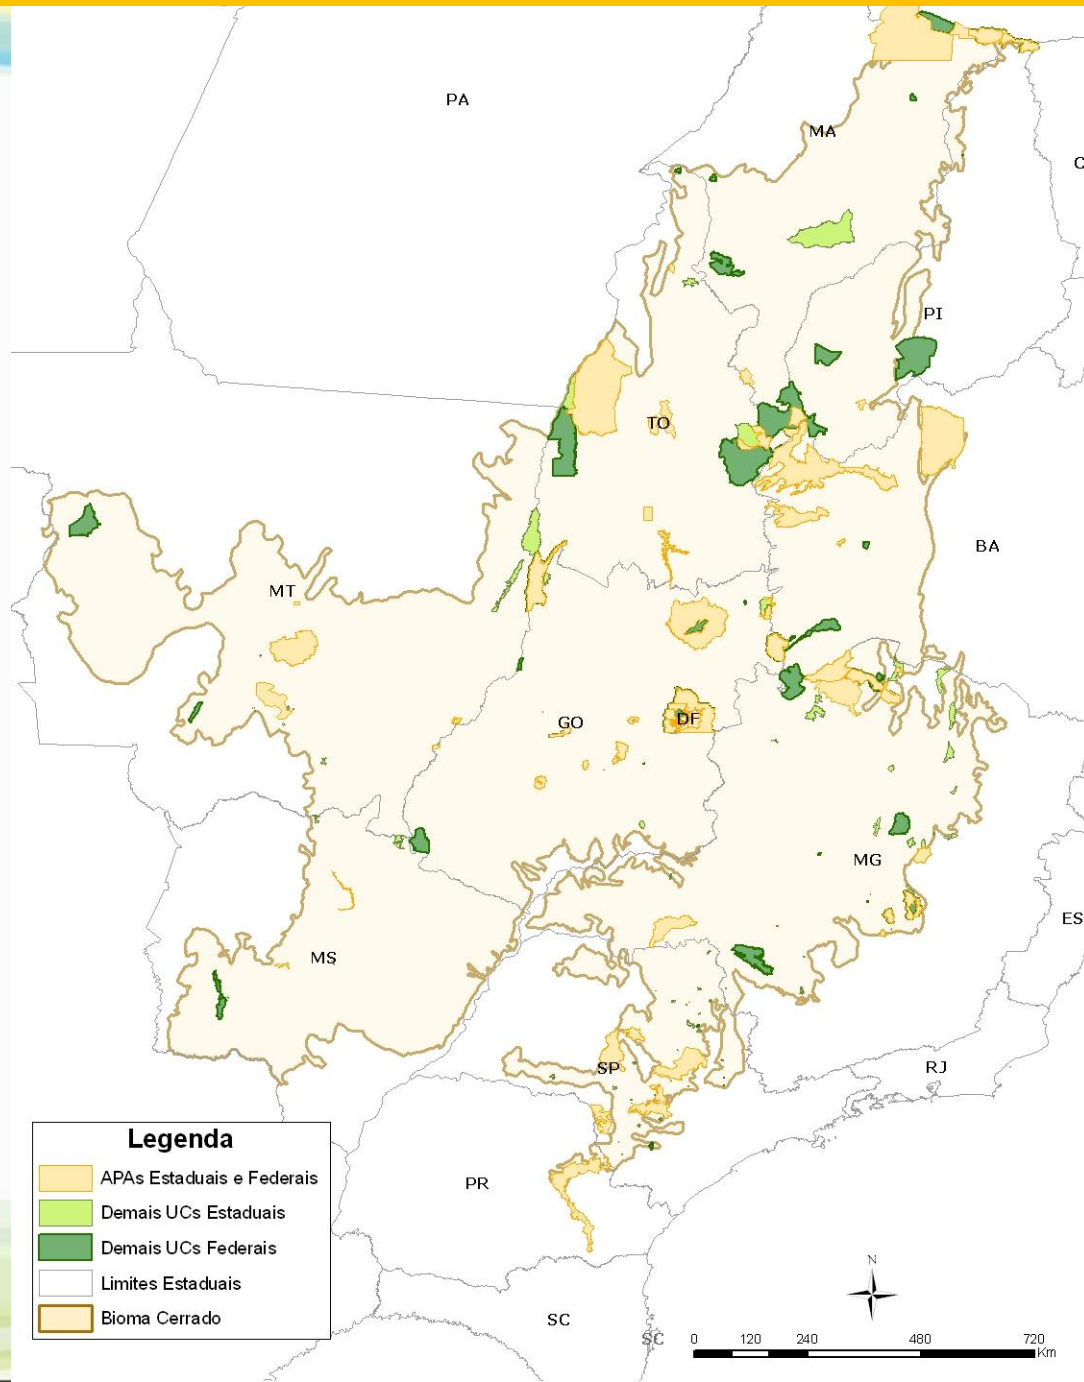 PA
MA
C
PI
TO
BA
MT
GO
DF
MG
ES
MS
SP
RJ
PR
SC
SC
Legenda
APAs Estaduais e Federais
Demais UCs Estaduais
Demais UCs Federais
Limites Estaduais
Bioma Cerrado
N
0 120 240 480 720
Km